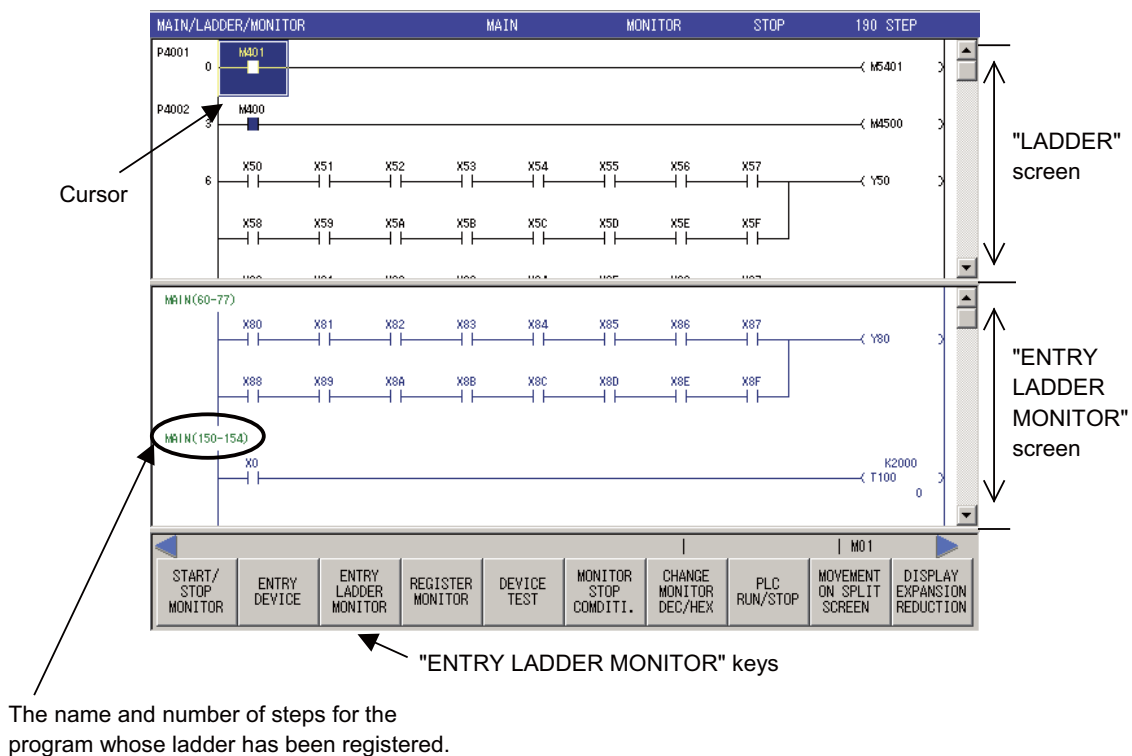 MAIN/LADDER/MONITOR MAIN MONITOR STOP 190 STEP
P4001 M401
0 M5401
P4002 M400
3 M4500
X50 X51 X52 X53 X54 X55 X56 X57
6 Y50
X58 X59 X5A X5B X5C X5D X5E X5F
Cursor
"LADDER"
screen
MAIN(60-77)
X80 X81 X82 X83 X84 X85 X86 X87
Y80
X88 X89 X8A X8B X8C X8D X8E X8F
MAIN(150-154)
X0 K2000
T100
0
"ENTRY
LADDER
MONITOR"
screen
M01
START/
STOP
MONITOR
ENTRY
DEVICE
ENTRY
LADDER
MONITOR
REGISTER
MONITOR
DEVICE
TEST
MONITOR
STOP
COMDITI.
CHANGE
MONITOR
DEC/HEX
PLC
RUN/STOP
MOVEMENT
ON SPLIT
SCREEN
DISPLAY
EXPANSION
REDUCTION
"ENTRY LADDER MONITOR" keys
The name and number of steps for the
program whose ladder has been registered.